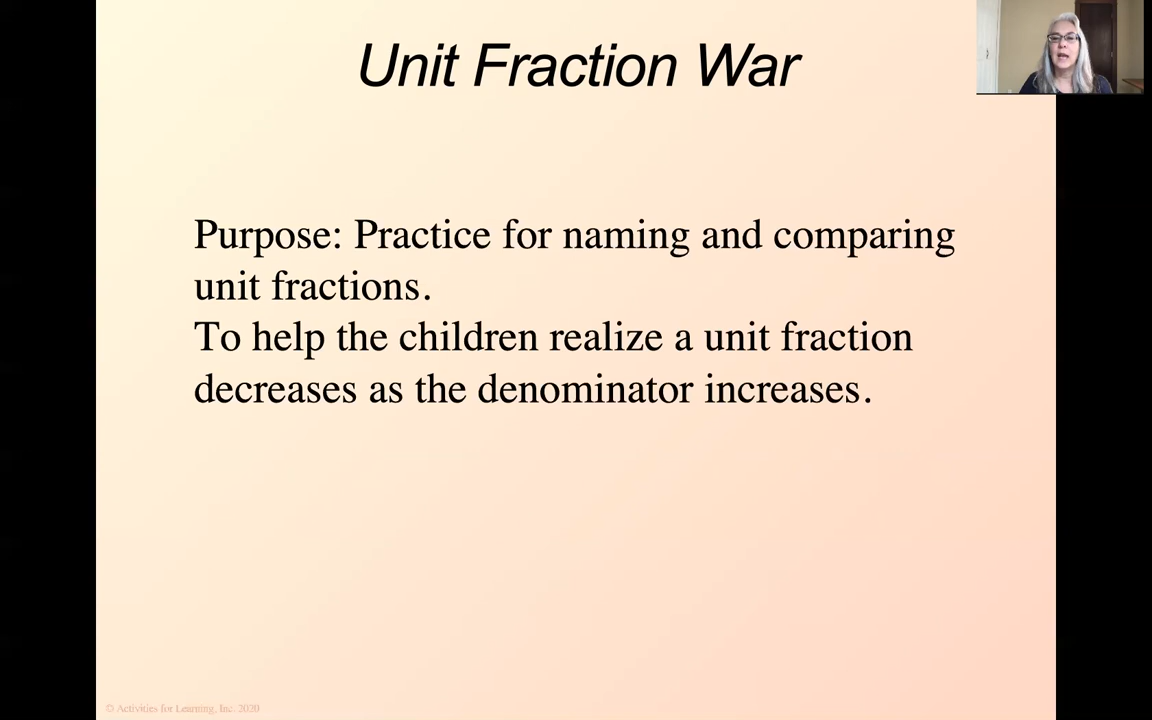 Unit Fraction War
Purpose: Practice for naming and comparing
unit fractions.
To help the children realize a unit fraction
decreases as the denominator increases.
© Activities for Learning, Inc. 2020